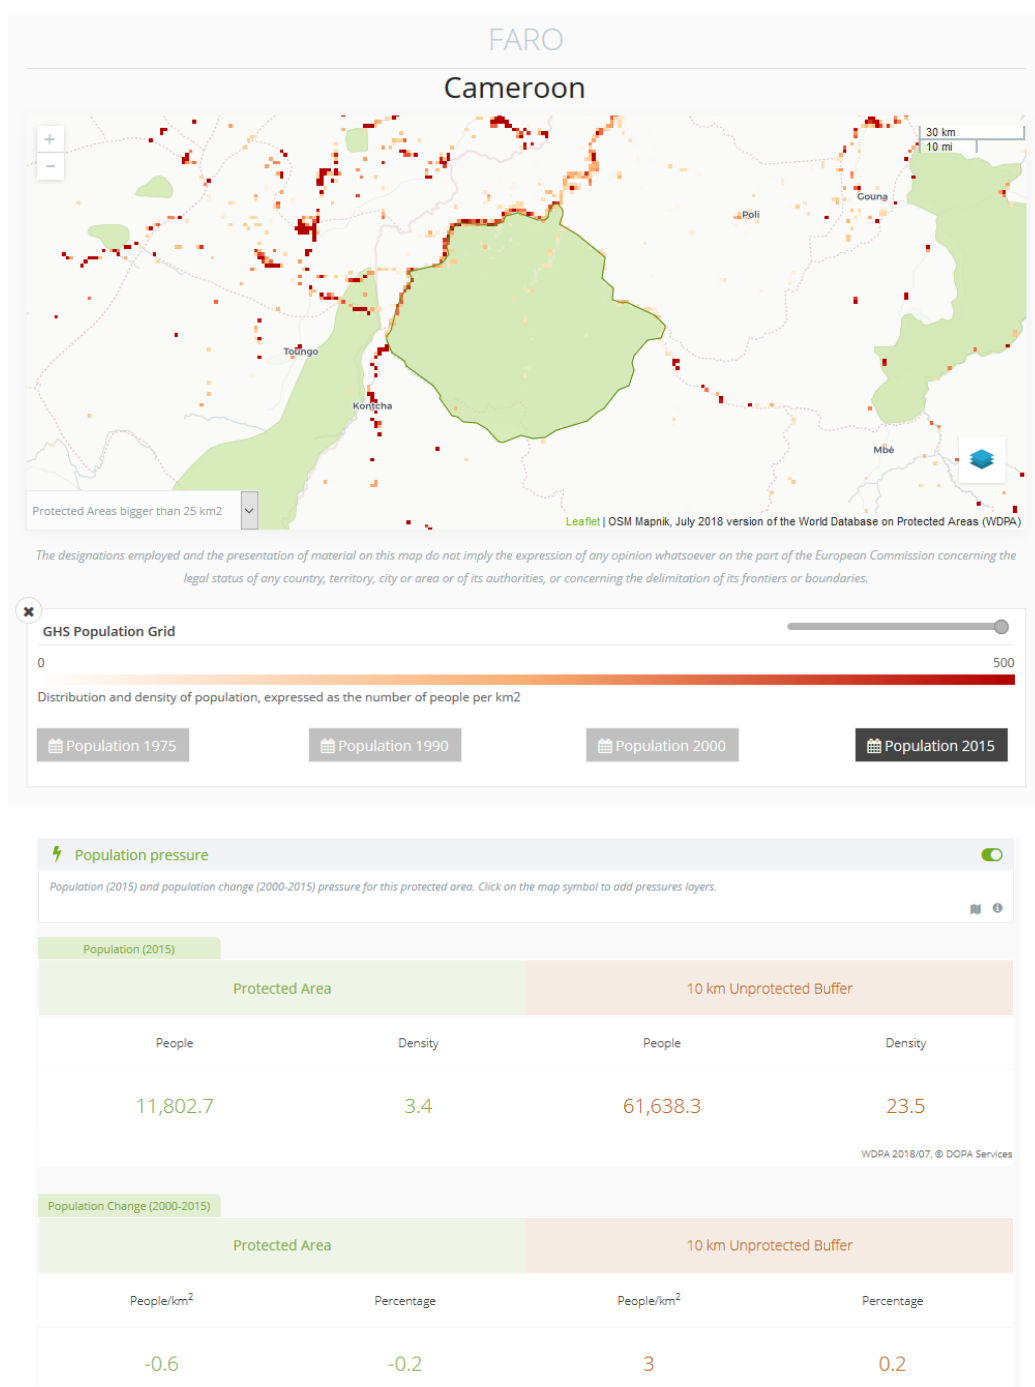 FARO
Cameroon
+
−
30 km
10 mi
Gouna
Poli
Toungo
Kontcha
Mbé
Protected Areas bigger than 25 km2
Leaflet | OSM Mapnik, July 2018 version of the World Database on Protected Areas (WDPA)
The designations employed and the presentation of material on this map do not imply the expression of any opinion whatsoever on the part of the European Commission concerning the
legal status of any country, territory, city or area or of its authorities, or concerning the delimitation of its frontiers or boundaries.
GHS Population Grid
0 500
Distribution and density of population, expressed as the number of people per km2
Population 1975 Population 1990 Population 2000 Population 2015
Population pressure
Population (2015) and population change (2000-2015) pressure for this protected area. Click on the map symbol to add pressures layers.
Population (2015)
Protected Area 10 km Unprotected Buffer
People Density People Density
11,802.7 3.4 61,638.3 23.5
WDPA 2018/07, © DOPA Services
Population Change (2000-2015)
Protected Area 10 km Unprotected Buffer
People/km² Percentage People/km² Percentage
-0.6 -0.2 3 0.2